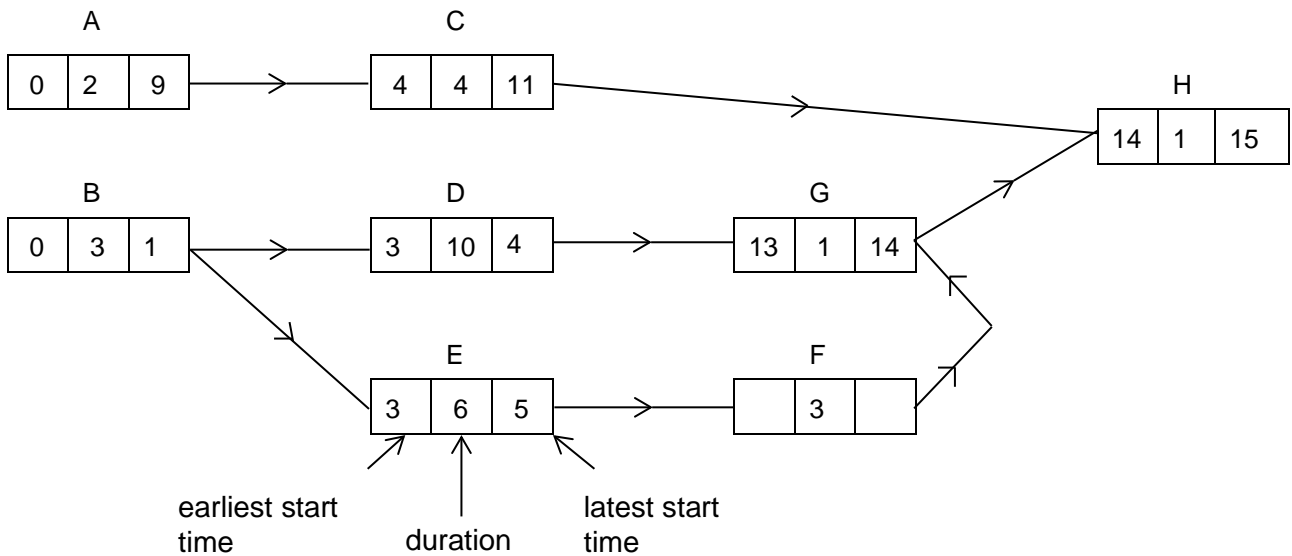 A
C
0 2 9
4 4 11
H
14 1 15
B
D
G
0 3 1
3 10 4
13 1 14
E
F
3 6 5
3
earliest start
time
duration
latest start
time